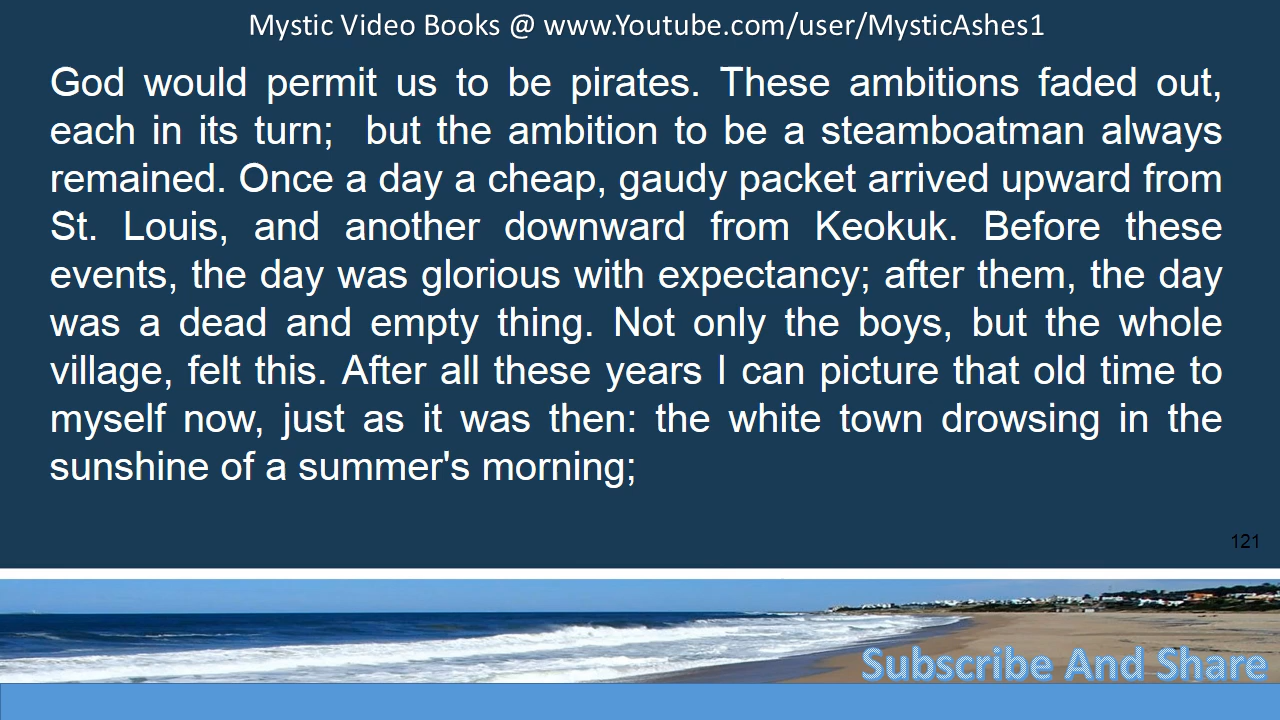 Mystic Video Books @ www.Youtube.com/user/MysticAshes1
God would permit us to be pirates. These ambitions faded out,
each in its turn;  but the ambition to be a steamboatman always
remained. Once a day a cheap, gaudy packet arrived upward from
St. Louis, and another downward from Keokuk. Before these
events, the day was glorious with expectancy; after them, the day
was a dead and empty thing. Not only the boys, but the whole
village, felt this. After all these years I can picture that old time to
myself now, just as it was then: the white town drowsing in the
sunshine of a summer's morning;
121
Subscribe And Share